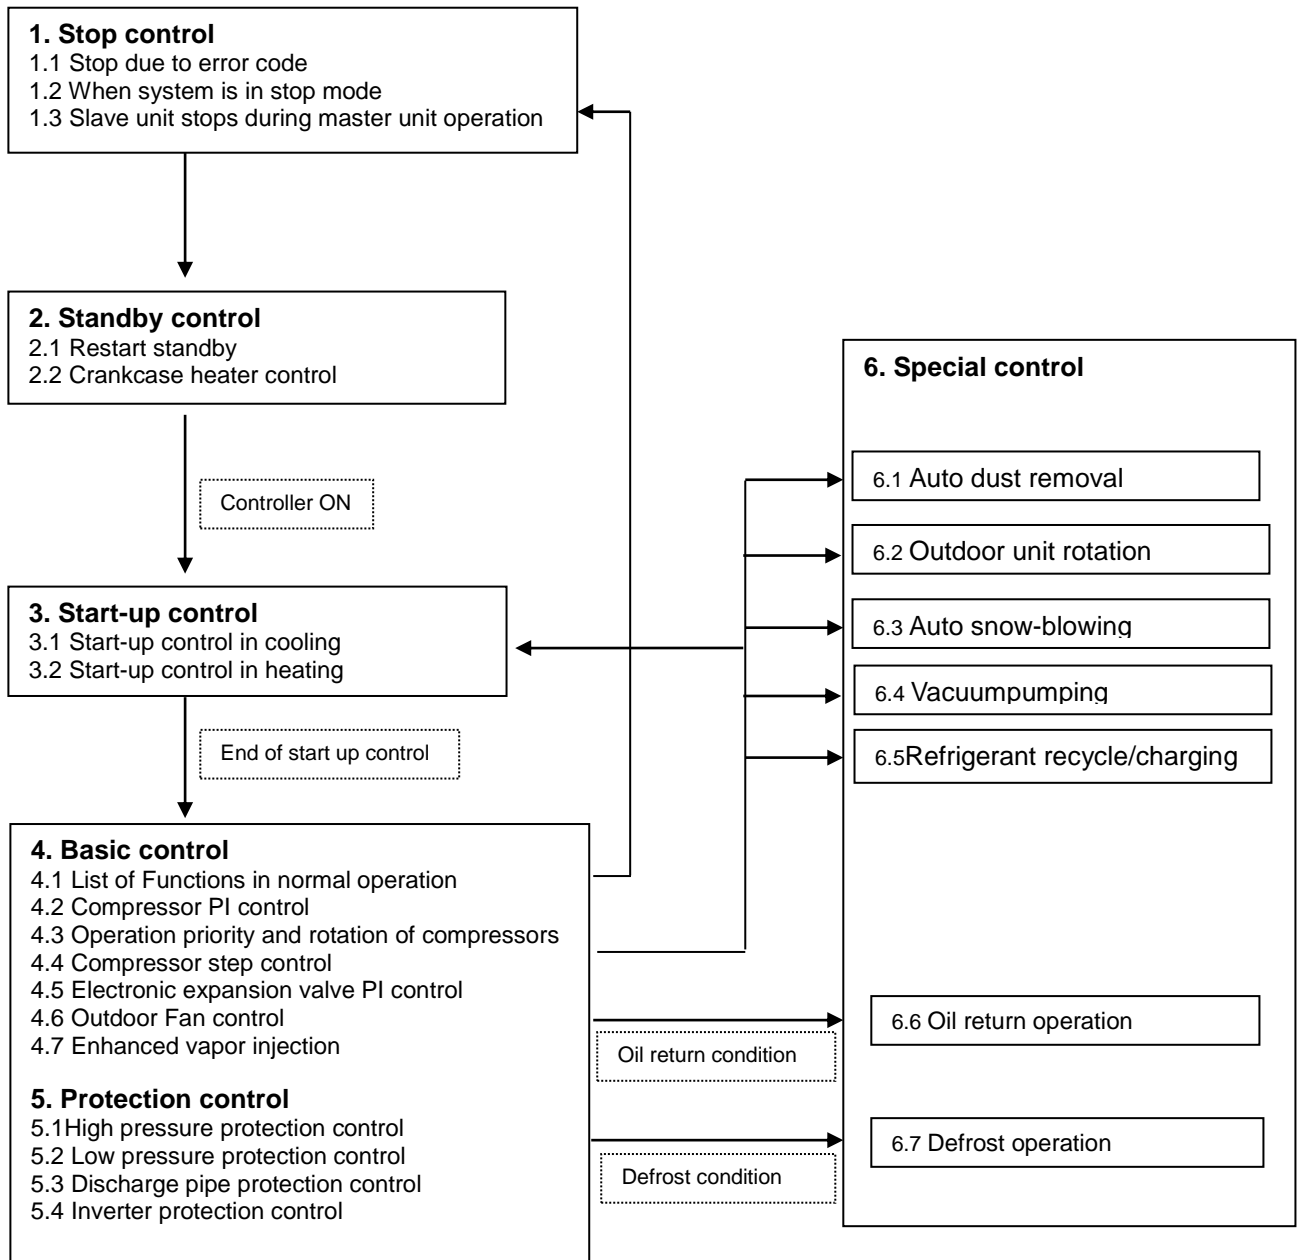 1. Stop control
1.1 Stop due to error code
1.2 When system is in stop mode
1.3 Slave unit stops during master unit operation
2. Standby control
2.1 Restart standby
2.2 Crankcase heater control
Controller ON
3. Start-up control
3.1 Start-up control in cooling
3.2 Start-up control in heating
End of start up control
4. Basic control
4.1 List of Functions in normal operation
4.2 Compressor PI control
4.3 Operation priority and rotation of compressors
4.4 Compressor step control
4.5 Electronic expansion valve PI control
4.6 Outdoor Fan control
4.7 Enhanced vapor injection
5. Protection control
5.1High pressure protection control
5.2 Low pressure protection control
5.3 Discharge pipe protection control
5.4 Inverter protection control
Oil return condition
Defrost condition
6. Special control
6.1 Auto dust removal
6.2 Outdoor unit rotation
6.3 Auto snow-blowing
6.4 Vacuumpumping
6.5Refrigerant recycle/charging
6.6 Oil return operation
6.7 Defrost operation